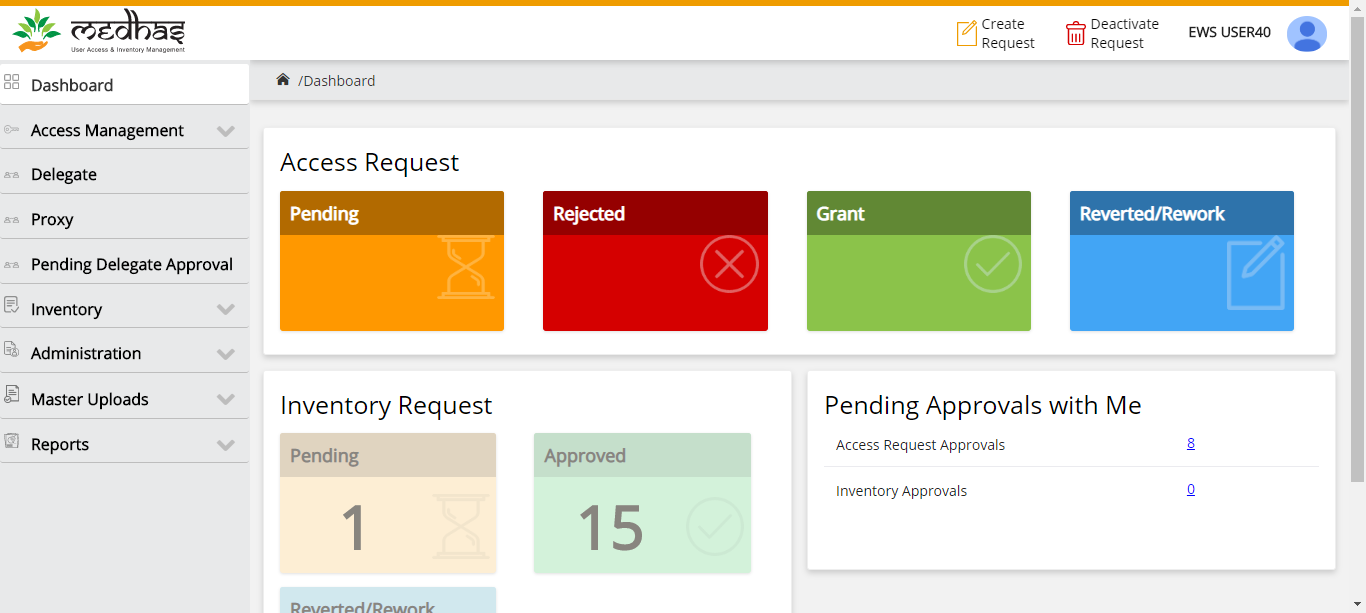 मेDHAS
User Access & Inventory Management
Create
Request
Deactivate
Request
EWS USER40
Dashboard
Access Management
Delegate
Proxy
Pending Delegate Approval
Inventory
Administration
Master Uploads
Reports
/Dashboard
Access Request
Pending
Rejected
Grant
Reverted/Rework
Inventory Request
Pending
1
Approved
15
Reverted/Rework
Pending Approvals with Me
Access Request Approvals 8
Inventory Approvals 0